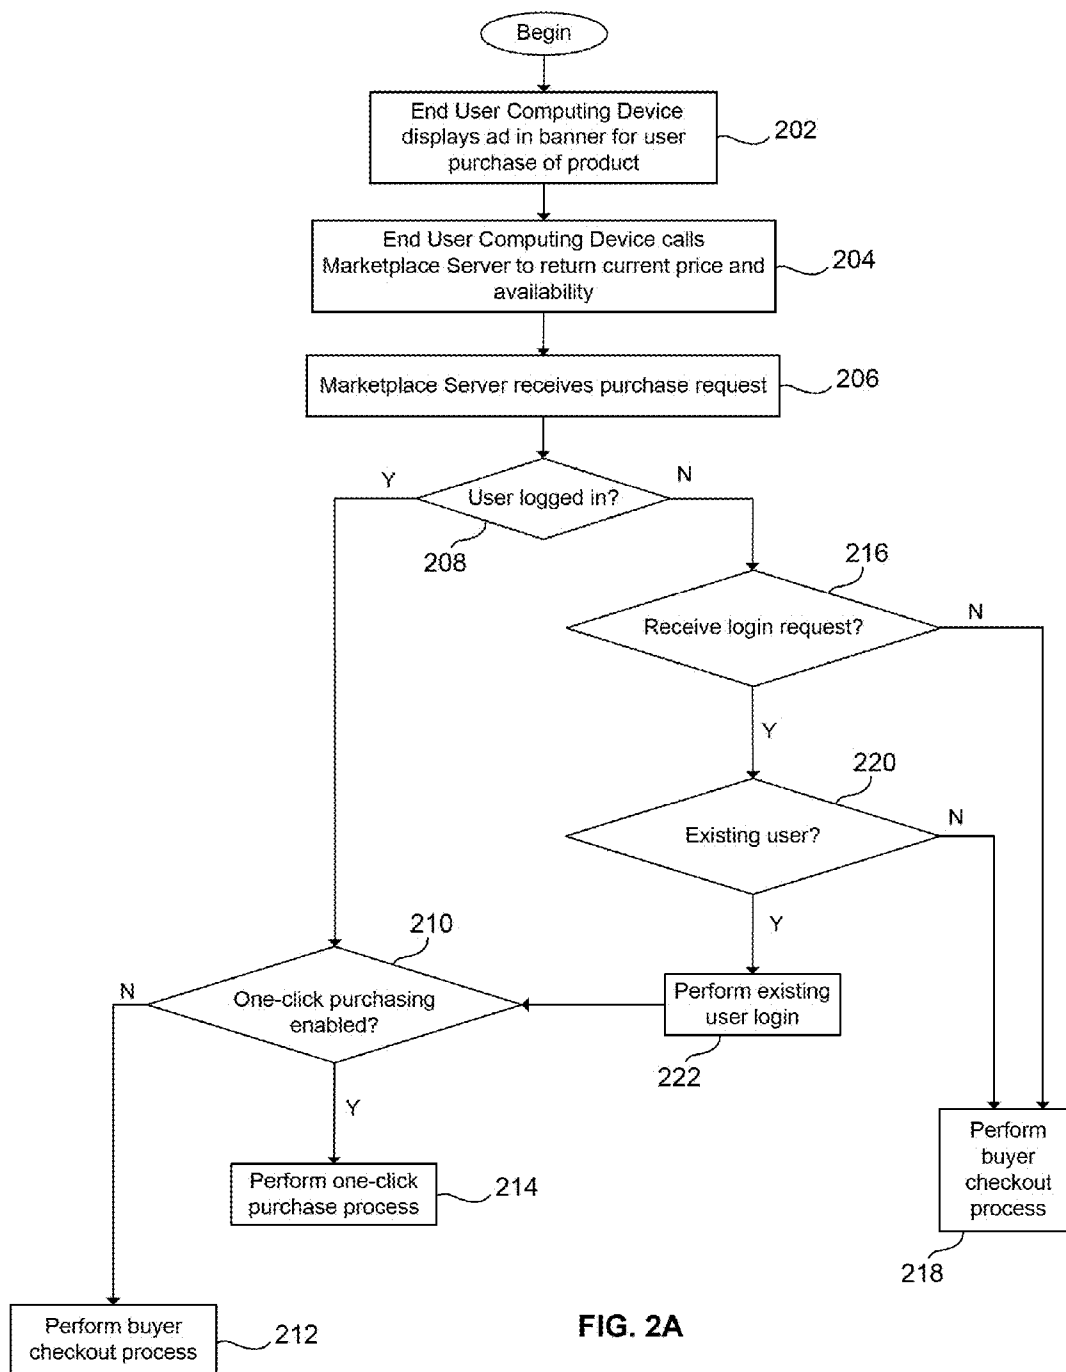 Begin
End User Computing Device
displays ad in banner for user
purchase of product
202
End User Computing Device calls
Marketplace Server to return current price and
availability
204
Marketplace Server receives purchase request
206
Y
User logged in?
N
208
216
Receive login request?
N
Y
220
Existing user?
N
Y
210
One-click purchasing
enabled?
N
Perform existing
user login
222
Y
Perform one-click
purchase process
214
Perform
buyer
checkout
process
218
Perform buyer
checkout process
212
FIG. 2A